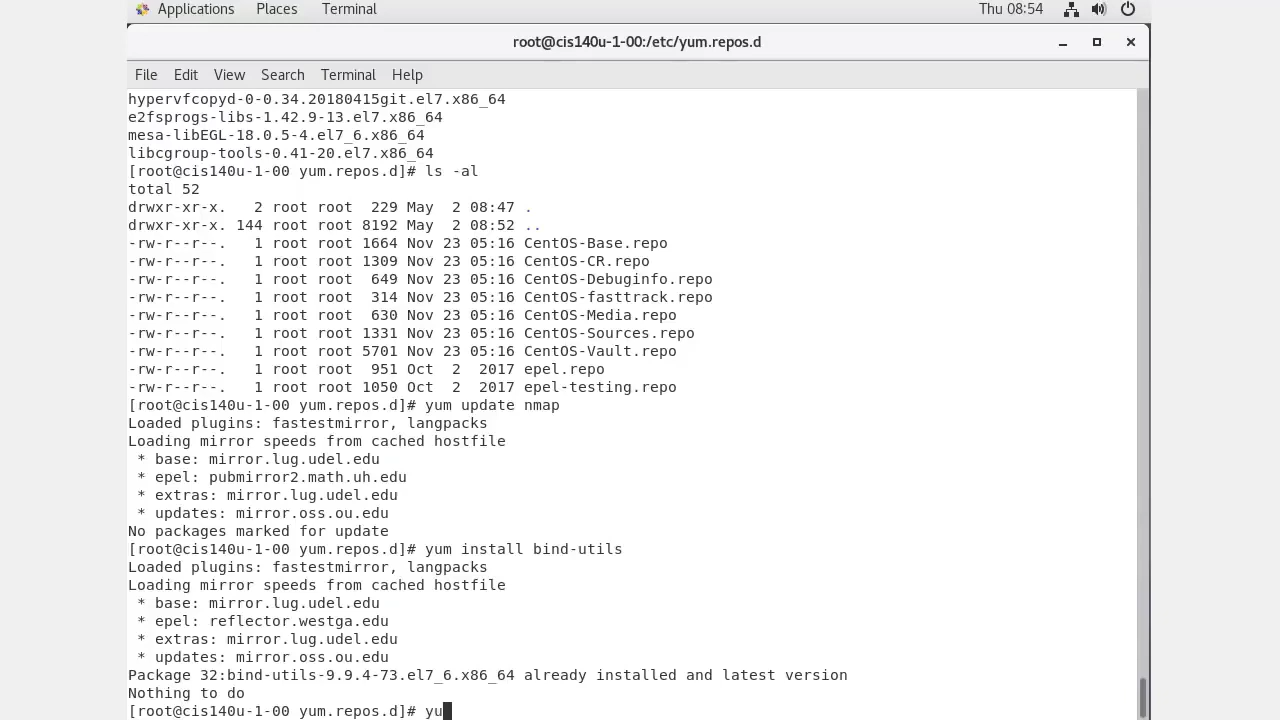 Applications Places Terminal Thu 08:54
root@cis140u-1-00:/etc/yum.repos.d
File Edit View Search Terminal Help
hypervfcopyd-0-0.34.20180415git.el7.x86_64
e2fsprogs-libs-1.42.9-13.el7.x86_64
mesa-libEGL-18.0.5-4.el7_6.x86_64
libcgroup-tools-0.41-20.el7.x86_64
[root@cis140u-1-00 yum.repos.d]# ls -al
total 52
drwxr-xr-x.   2 root root  229 May  2 08:47 .
drwxr-xr-x. 144 root root 8192 May  2 08:52 ..
-rw-r--r--.   1 root root 1664 Nov 23 05:16 CentOS-Base.repo
-rw-r--r--.   1 root root 1309 Nov 23 05:16 CentOS-CR.repo
-rw-r--r--.   1 root root  649 Nov 23 05:16 CentOS-Debuginfo.repo
-rw-r--r--.   1 root root  314 Nov 23 05:16 CentOS-fasttrack.repo
-rw-r--r--.   1 root root  630 Nov 23 05:16 CentOS-Media.repo
-rw-r--r--.   1 root root 1331 Nov 23 05:16 CentOS-Sources.repo
-rw-r--r--.   1 root root 5701 Nov 23 05:16 CentOS-Vault.repo
-rw-r--r--.   1 root root  951 Oct  2  2017 epel.repo
-rw-r--r--.   1 root root 1050 Oct  2  2017 epel-testing.repo
[root@cis140u-1-00 yum.repos.d]# yum update nmap
Loaded plugins: fastestmirror, langpacks
Loading mirror speeds from cached hostfile
 * base: mirror.lug.udel.edu
 * epel: pubmirror2.math.uh.edu
 * extras: mirror.lug.udel.edu
 * updates: mirror.oss.ou.edu
No packages marked for update
[root@cis140u-1-00 yum.repos.d]# yum install bind-utils
Loaded plugins: fastestmirror, langpacks
Loading mirror speeds from cached hostfile
 * base: mirror.lug.udel.edu
 * epel: reflector.westga.edu
 * extras: mirror.lug.udel.edu
 * updates: mirror.oss.ou.edu
Package 32:bind-utils-9.9.4-73.el7_6.x86_64 already installed and latest version
Nothing to do
[root@cis140u-1-00 yum.repos.d]# yu